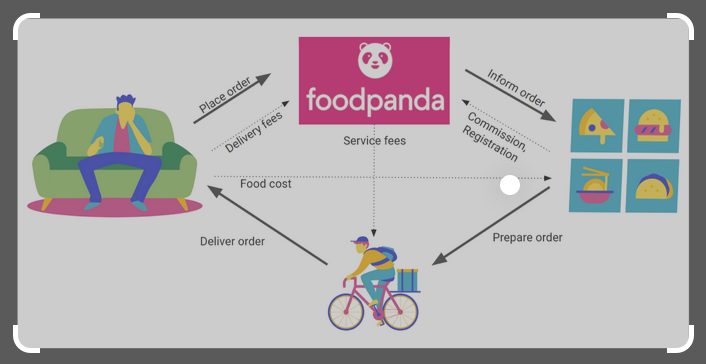 Place order
Delivery fees
foodpanda
Inform order
Commission,
Registration
Service fees
Food cost
Deliver order
Prepare order